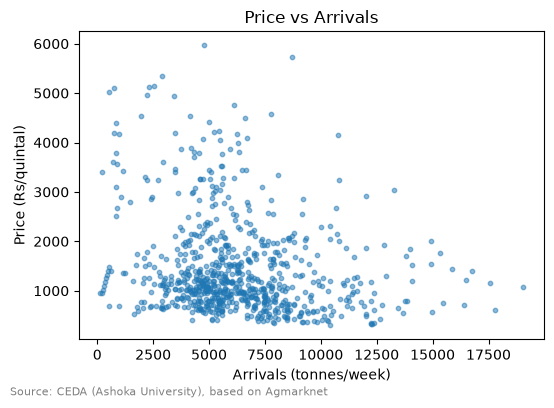 Price vs Arrivals
6000
5000
4000
3000
2000
1000
Price (Rs/quintal)
0 2500 5000 7500 10000 12500 15000 17500
Arrivals (tonnes/week)
Source: CEDA (Ashoka University), based on Agmarknet